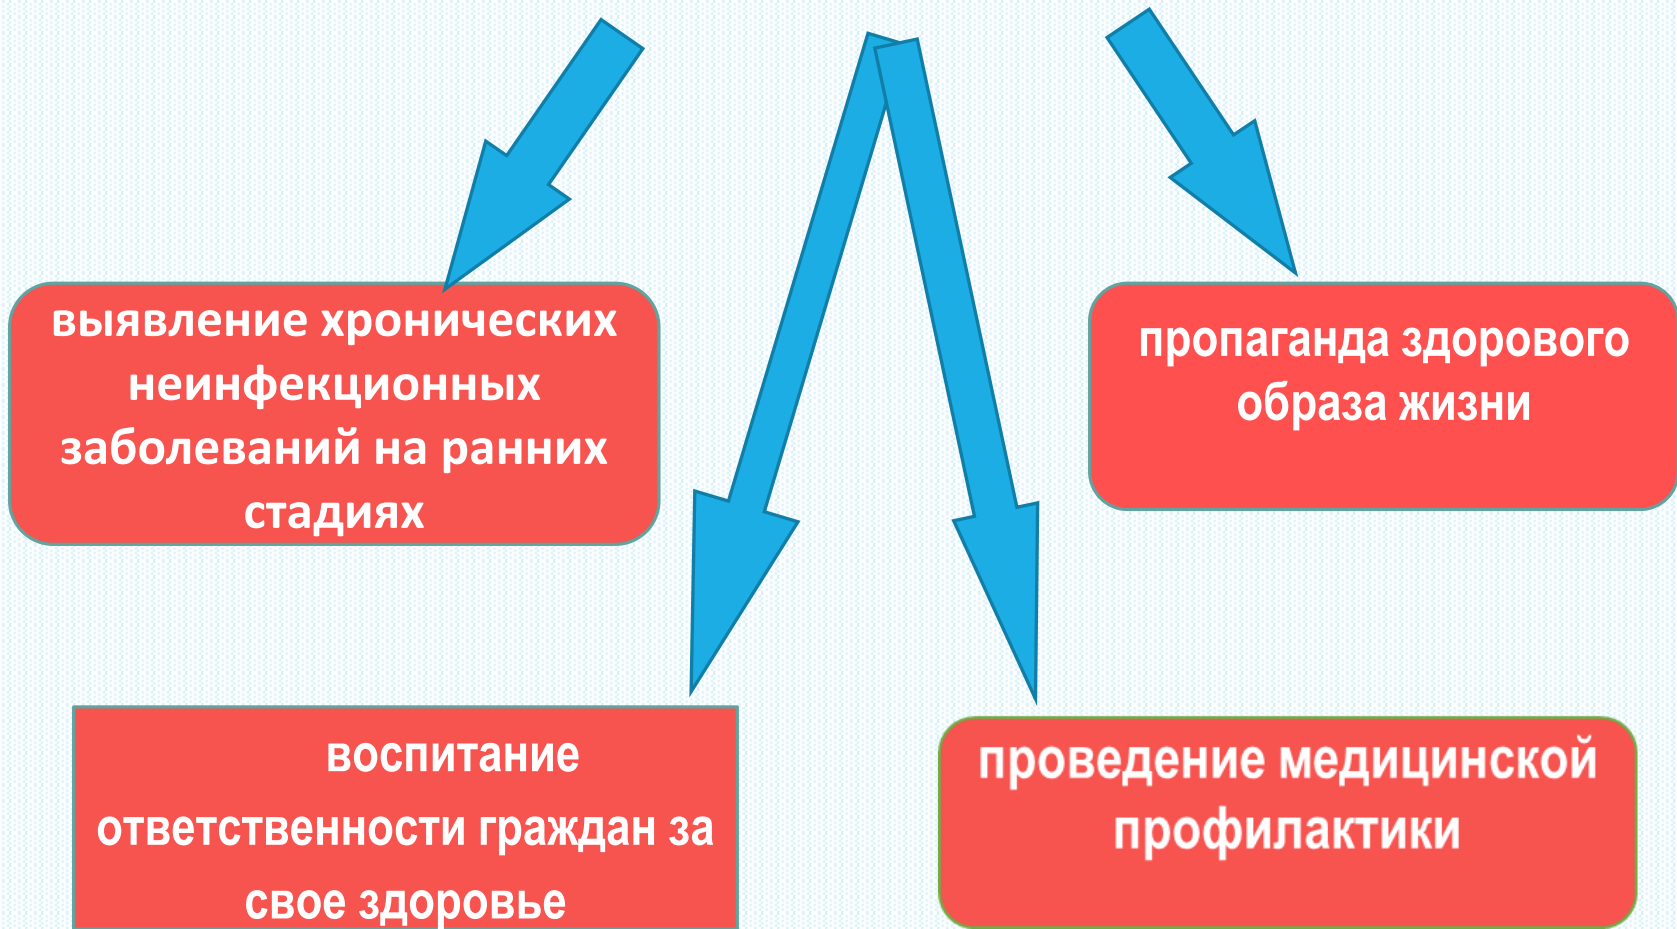 выявление хронических
неинфекционных
заболеваний на ранних
стадиях
пропаганда здорового
образа жизни
воспитание
ответственности граждан за
свое здоровье
проведение медицинской
профилактики